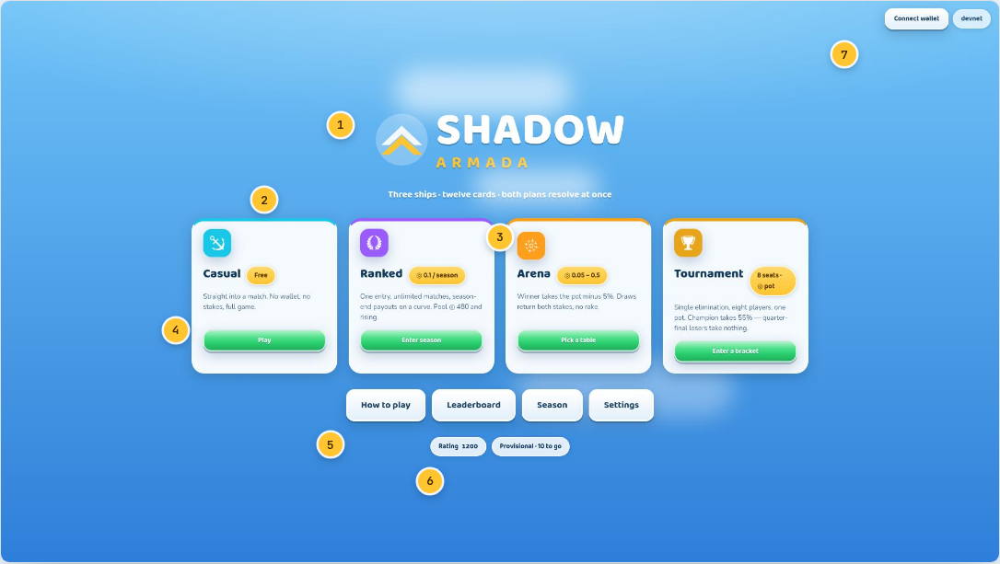 Connect wallet
devnet
7
1
SHADOW
ARMADA
2
Three ships · twelve cards · both plans resolve at once
3
Casual
Free
Straight into a match. No wallet, no
stakes, full game.
4
Play
Ranked
◎ 0.1 / season
One entry, unlimited matches, season-
end payouts on a curve. Pool ◎ 480 and
rising.
Enter season
Arena
◎ 0.05 – 0.5
Winner takes the pot minus 5%. Draws
return both stakes, no rake.
Pick a table
Tournament
8 seats ·
◎ pot
Single elimination, eight players, one
pot. Champion takes 55% — quarter-
final losers take nothing.
Enter a bracket
How to play
Leaderboard
Season
Settings
5
Rating 1200
Provisional · 10 to go
6